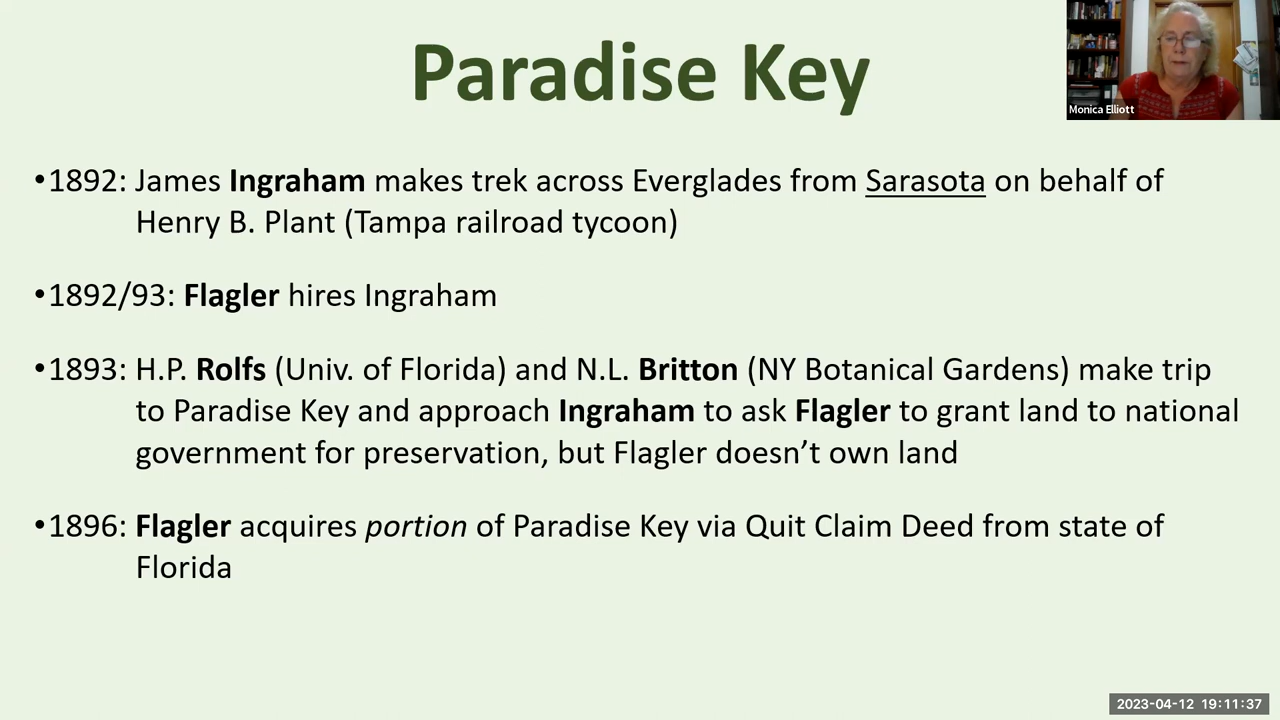 Paradise Key
Monica Elliott
•1892: James Ingraham makes trek across Everglades from Sarasota on behalf of
Henry B. Plant (Tampa railroad tycoon)
•1892/93: Flagler hires Ingraham
•1893: H.P. Rolfs (Univ. of Florida) and N.L. Britton (NY Botanical Gardens) make trip
to Paradise Key and approach Ingraham to ask Flagler to grant land to national
government for preservation, but Flagler doesn’t own land
•1896: Flagler acquires portion of Paradise Key via Quit Claim Deed from state of
Florida
2023-04-12 19:11:37